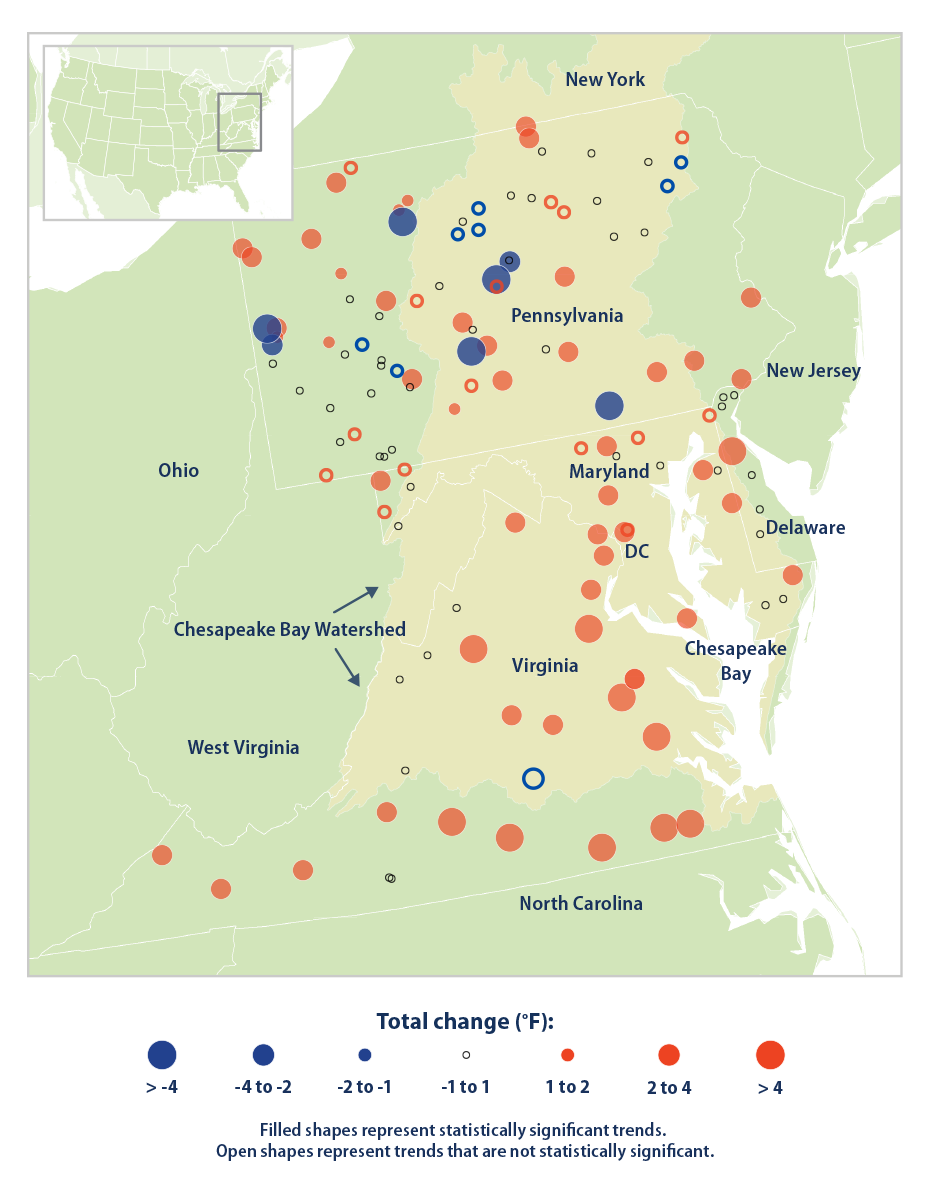 New York
Pennsylvania
New Jersey
Ohio
Maryland
Delaware
DC
Chesapeake Bay Watershed
Chesapeake
Bay
Virginia
West Virginia
North Carolina
Total change (°F):
> -4
-4 to -2
-2 to -1
-1 to 1
1 to 2
2 to 4
> 4
Filled shapes represent statistically significant trends.
Open shapes represent trends that are not statistically significant.